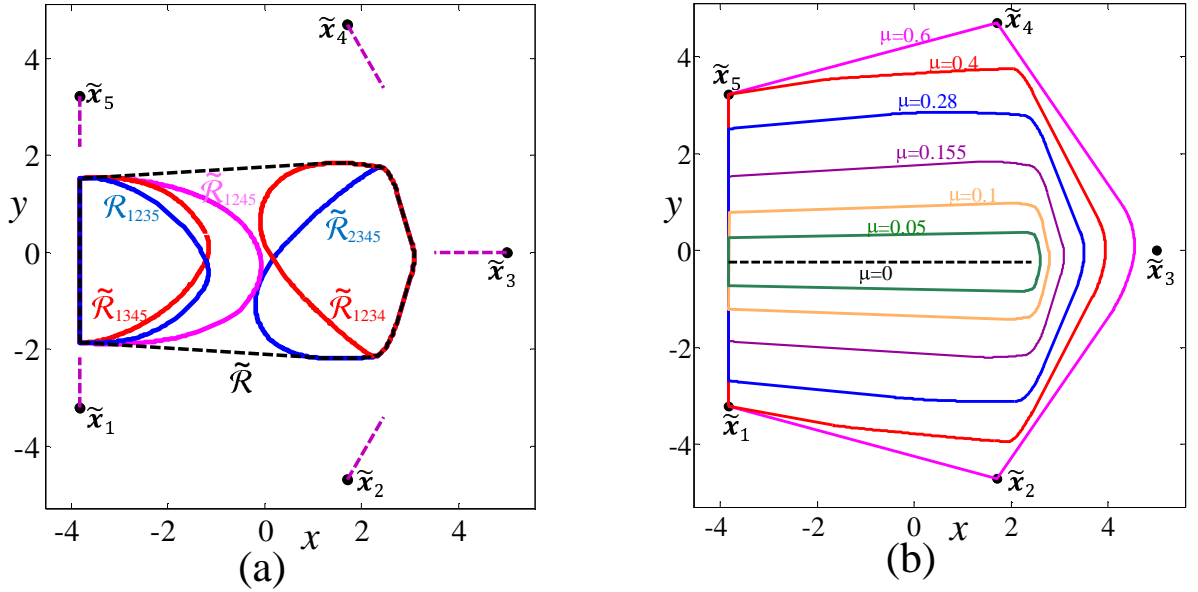 4
2
0
-2
-4
y
-4
-2
0
2
4
x
x̃₄
x̃₅
R̃₁₂₄₅
R₁₂₃₅
R̃₂₃₄₅
x̃₃
R̃₁₃₄₅
R̃₁₂₃₄
R̃
x̃₁
x̃₂
(a)
4
2
0
-2
-4
y
-4
-2
0
2
4
x
x̃₄
μ=0.6
x̃₅
μ=0.4
μ=0.28
μ=0.155
μ=0.1
μ=0.05
μ=0
x̃₃
x̃₁
x̃₂
(b)